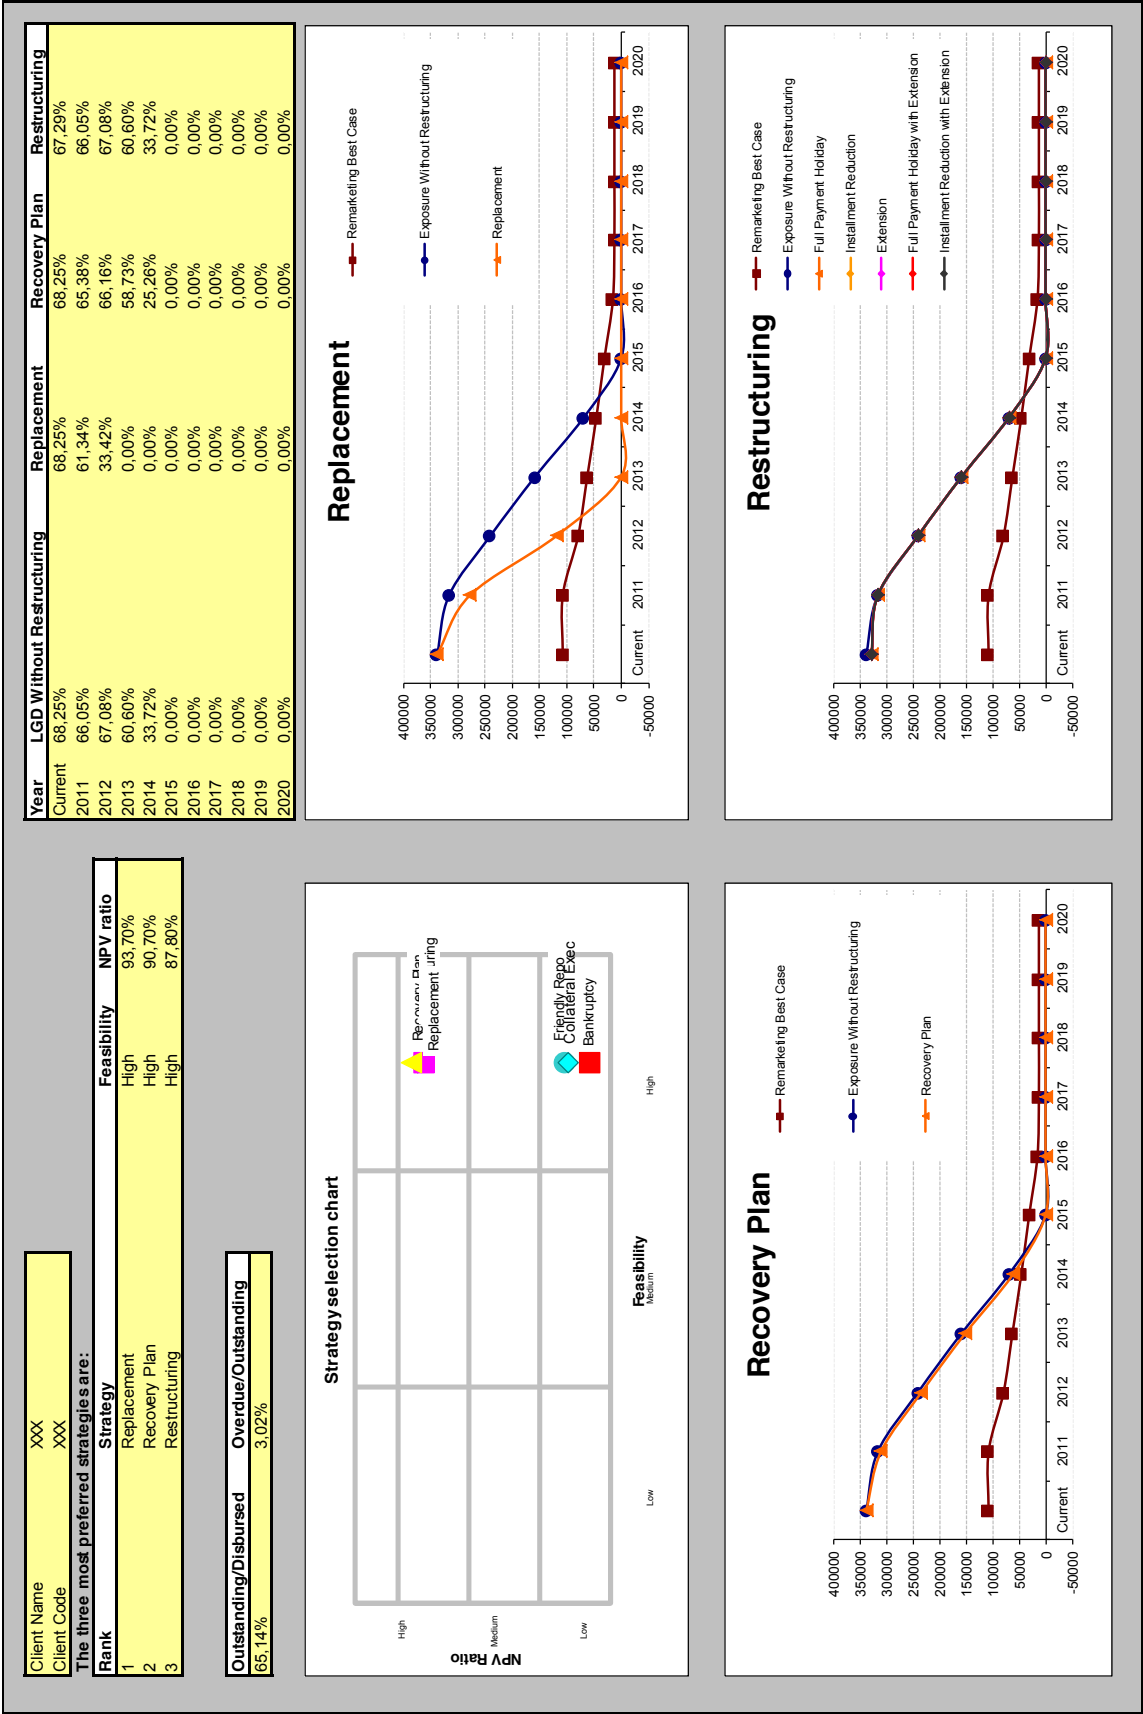 Client Name XXX
Client Code XXX
The three most preferred strategies are:
Rank Strategy Feasibility NPV ratio
1 Replacement High 93,70%
2 Recovery Plan High 90,70%
3 Restructuring High 87,80%
Outstanding/Disbursed Overdue/Outstanding
65,14% 3,02%
Year LGD Without Restructuring Replacement Recovery Plan Restructuring
Current 68,25% 68,25% 68,25% 67,29%
2011 66,05% 61,34% 65,38% 66,05%
2012 67,08% 33,42% 66,16% 67,08%
2013 60,60% 0,00% 58,73% 60,60%
2014 33,72% 0,00% 25,26% 33,72%
2015 0,00% 0,00% 0,00% 0,00%
2016 0,00% 0,00% 0,00% 0,00%
2017 0,00% 0,00% 0,00% 0,00%
2018 0,00% 0,00% 0,00% 0,00%
2019 0,00% 0,00% 0,00% 0,00%
2020 0,00% 0,00% 0,00% 0,00%
Strategy selection chart
NPV Ratio
High
Medium
Low
Recovery Plan
Replacement
Friendly Repo
Collateral Exec
Bankruptcy
Low Medium High
Feasibility
Replacement
400000
350000
300000
250000
200000
150000
100000
50000
0
-50000
Current 2011 2012 2013 2014 2015 2016 2017 2018 2019 2020
Remarketing Best Case
Exposure Without Restructuring
Replacement
Recovery Plan
400000
350000
300000
250000
200000
150000
100000
50000
0
-50000
Current 2011 2012 2013 2014 2015 2016 2017 2018 2019 2020
Remarketing Best Case
Exposure Without Restructuring
Recovery Plan
Restructuring
400000
350000
300000
250000
200000
150000
100000
50000
0
-50000
Current 2011 2012 2013 2014 2015 2016 2017 2018 2019 2020
Remarketing Best Case
Exposure Without Restructuring
Full Payment Holiday
Installment Reduction
Extension
Full Payment Holiday with Extension
Installment Reduction with Extension